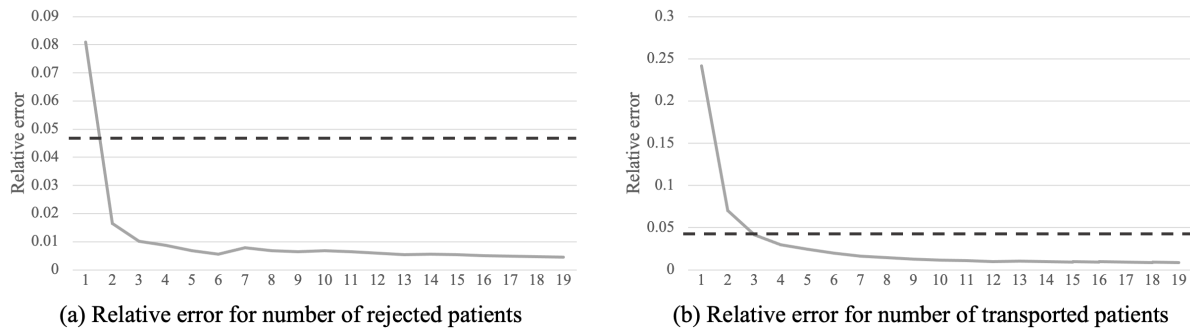 0.09
0.08
0.07
0.06
0.05
0.04
0.03
0.02
0.01
0
Relative error
1 2 3 4 5 6 7 8 9 10 11 12 13 14 15 16 17 18 19
(a) Relative error for number of rejected patients
0.3
0.25
0.2
0.15
0.1
0.05
0
Relative error
1 2 3 4 5 6 7 8 9 10 11 12 13 14 15 16 17 18 19
(b) Relative error for number of transported patients